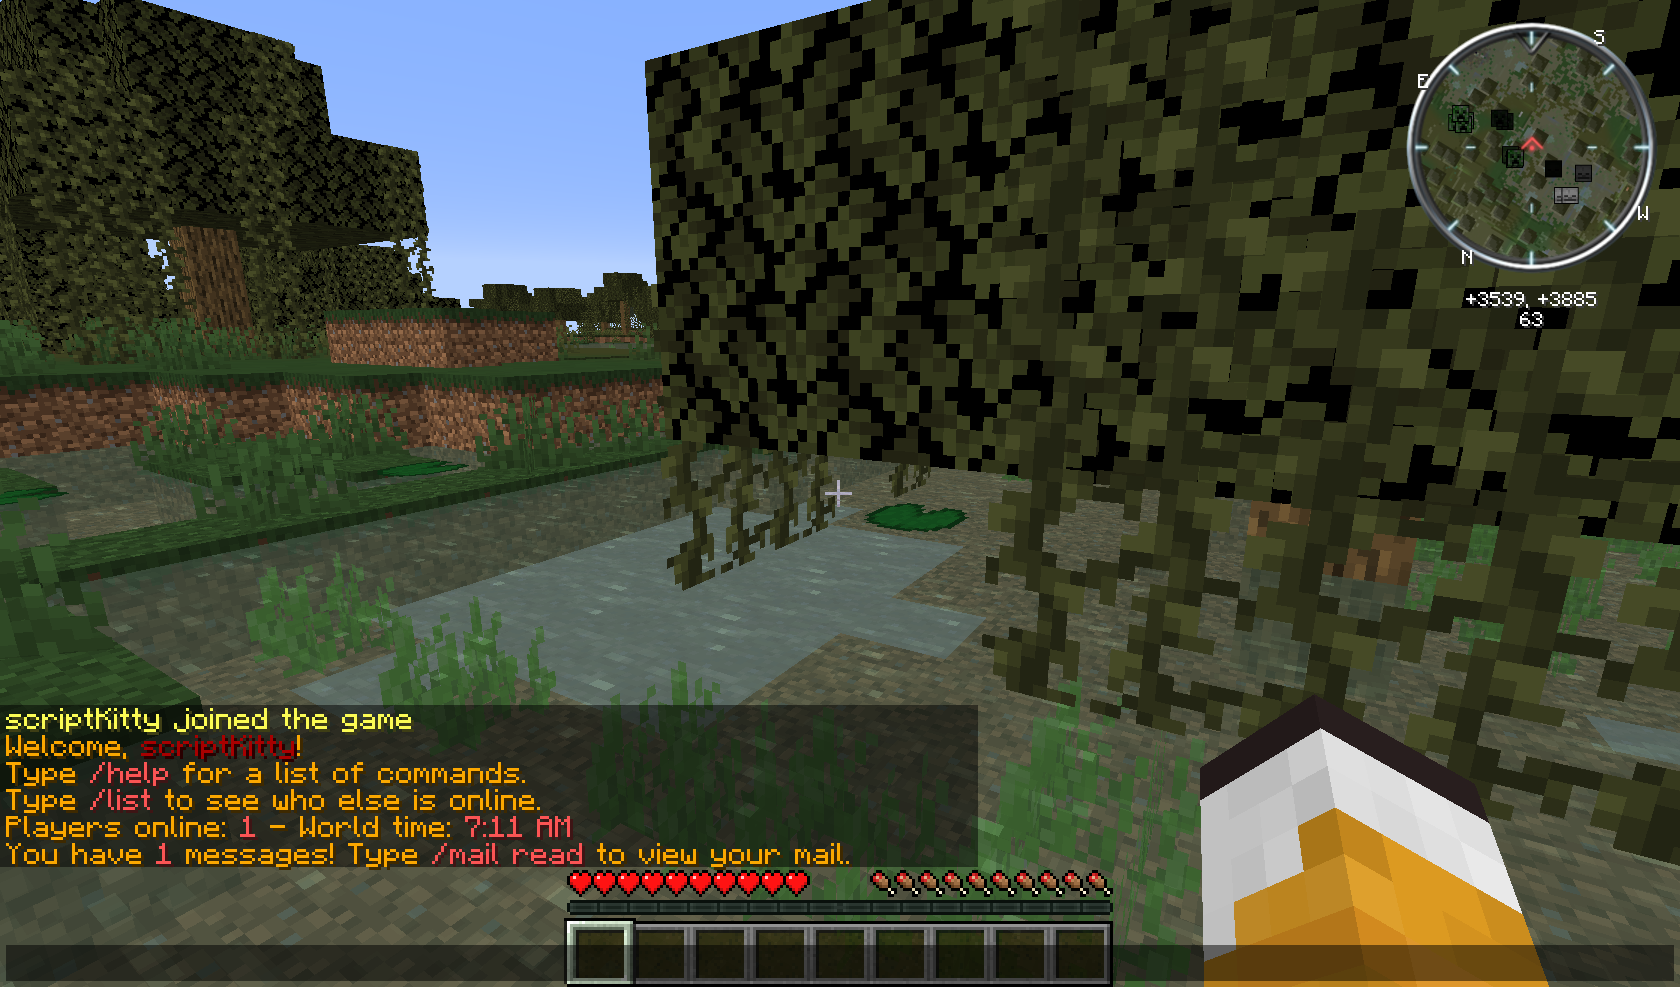 S
E
W
N
+3539, +3885
63
scriptKitty joined the game
Welcome, scriptKitty!
Type /help for a list of commands.
Type /list to see who else is online.
Players online: 1 - World time: 7:11 AM
You have 1 messages! Type /mail read to view your mail.